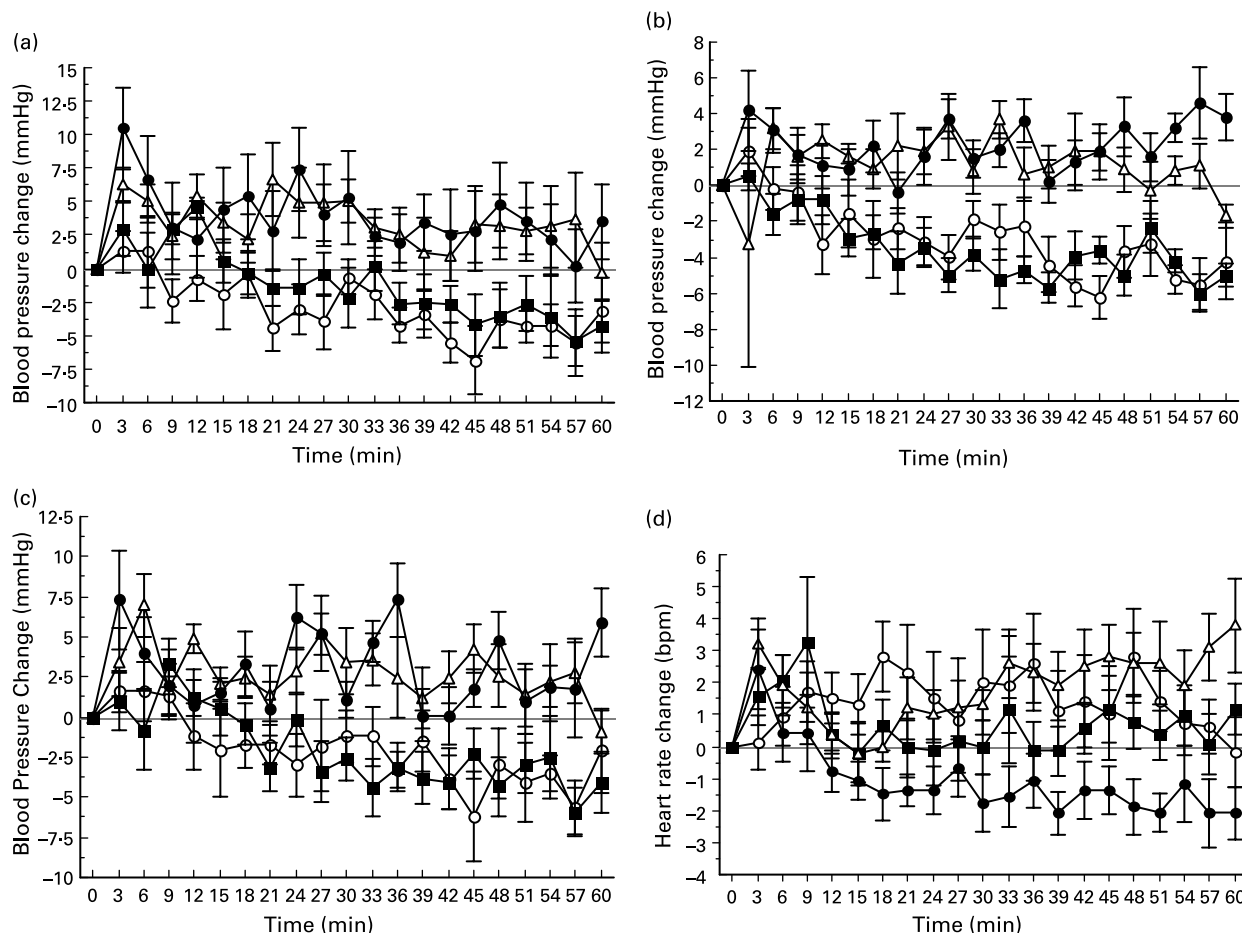 (a)
15
12·5
10
7·5
5
2·5
0
−2·5
−5
−7·5
−10
Blood pressure change (mmHg)
0 3 6 9 12 15 18 21 24 27 30 33 36 39 42 45 48 51 54 57 60
Time (min)
(b)
8
6
4
2
0
−2
−4
−6
−8
−10
−12
Blood pressure change (mmHg)
0 3 6 9 12 15 18 21 24 27 30 33 36 39 42 45 48 51 54 57 60
Time (min)
(c)
12·5
10
7·5
5
2·5
0
−2·5
−5
−7·5
−10
Blood Pressure Change (mmHg)
0 3 6 9 12 15 18 21 24 27 30 33 36 39 42 45 48 51 54 57 60
Time (min)
(d)
6
5
4
3
2
1
0
−1
−2
−3
−4
Heart rate change (bpm)
0 3 6 9 12 15 18 21 24 27 30 33 36 39 42 45 48 51 54 57 60
Time (min)